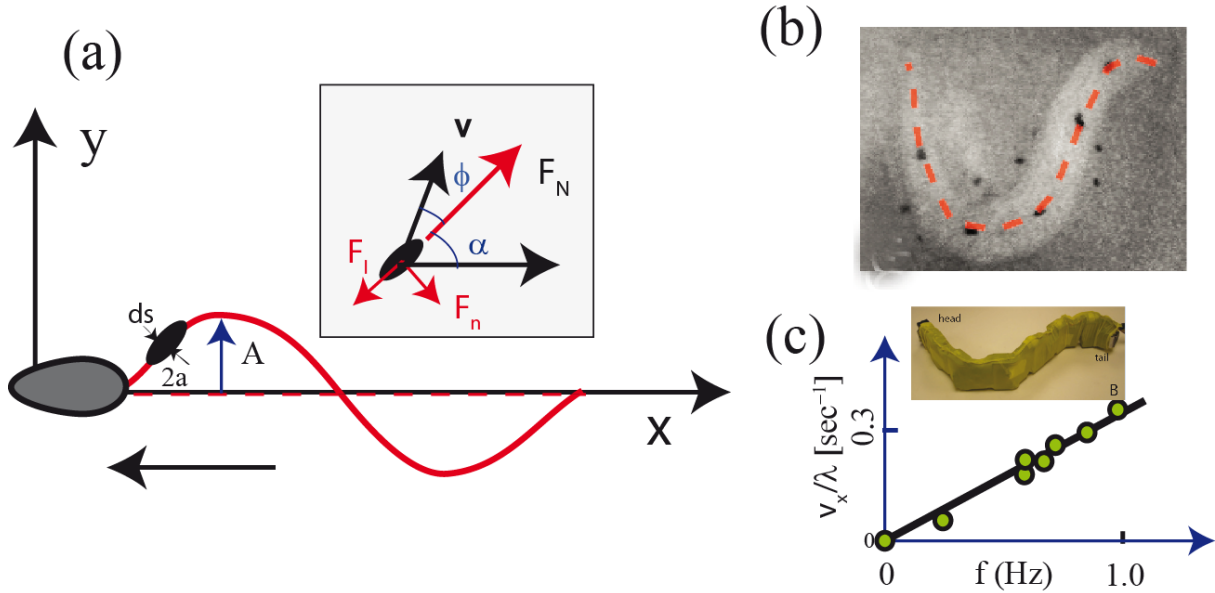 (a)
y
ds
2a
A
x
v
ϕ
F_N
α
F_l
F_n
(b)
(c)
head
tail
B
v_x/λ [sec⁻¹]
0.3
0
0
f (Hz)
1.0